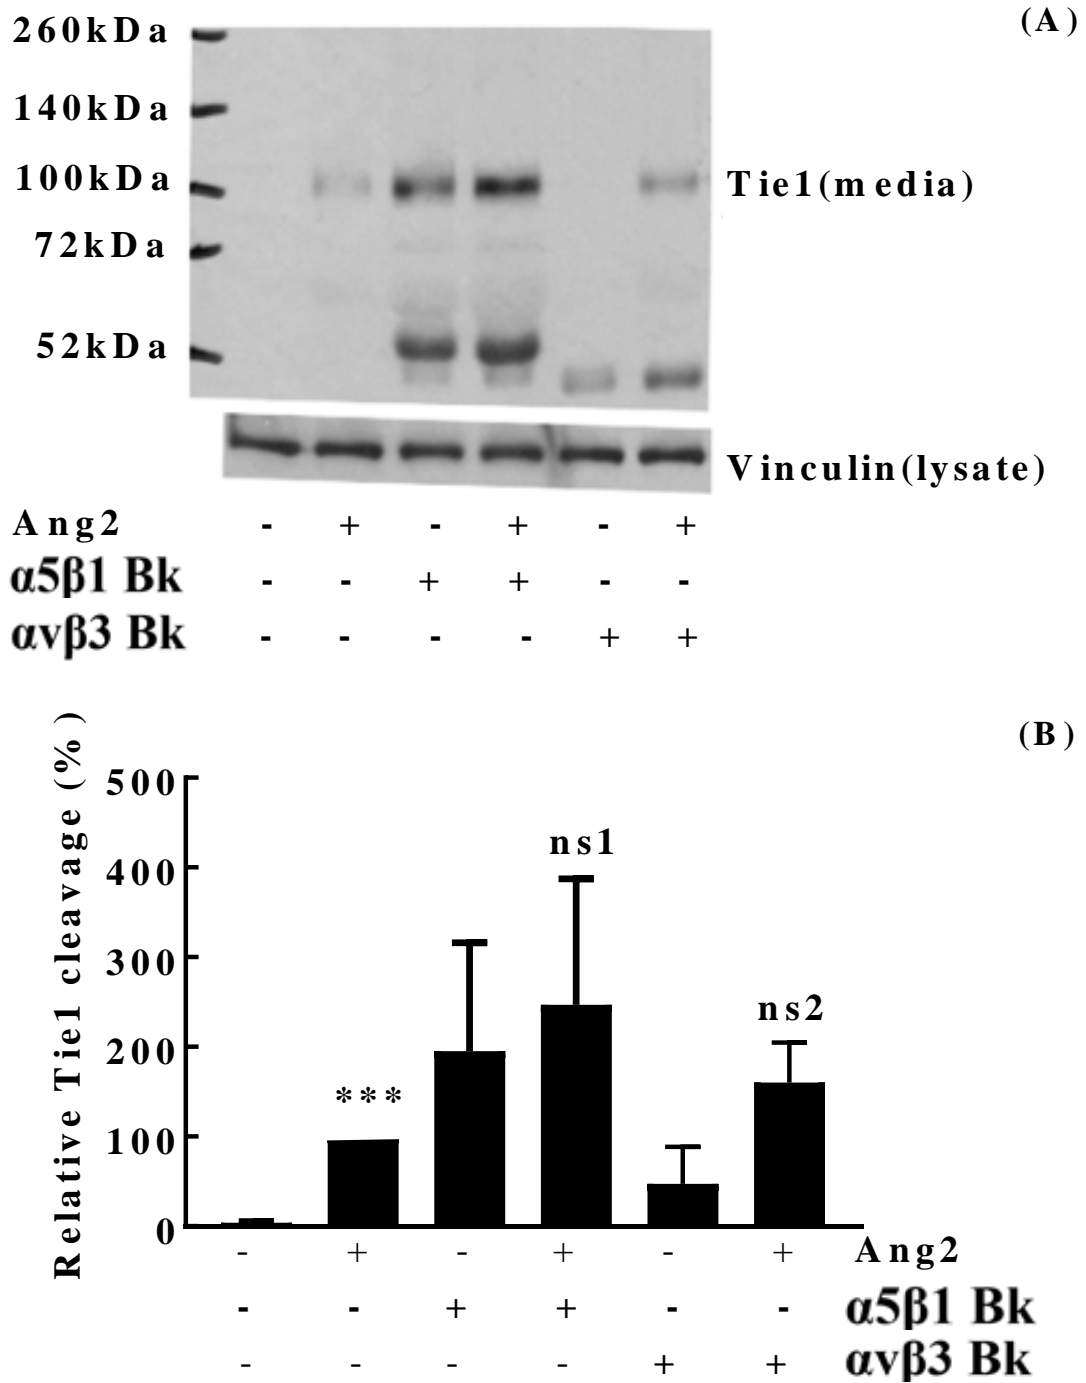 (A)
260kDa
140kDa
100kDa
Tie1(media)
72kDa
52kDa
Vinculin(lysate)
Ang2 - + - + - +
α5β1 Bk - - + + - -
αvβ3 Bk - - - - + +
(B)
Relative Tie1 cleavage (%)
500
ns1
400
300
ns2
200
***
100
0
- + - + - + Ang2
- - + + - - α5β1 Bk
- - - - + + αvβ3 Bk